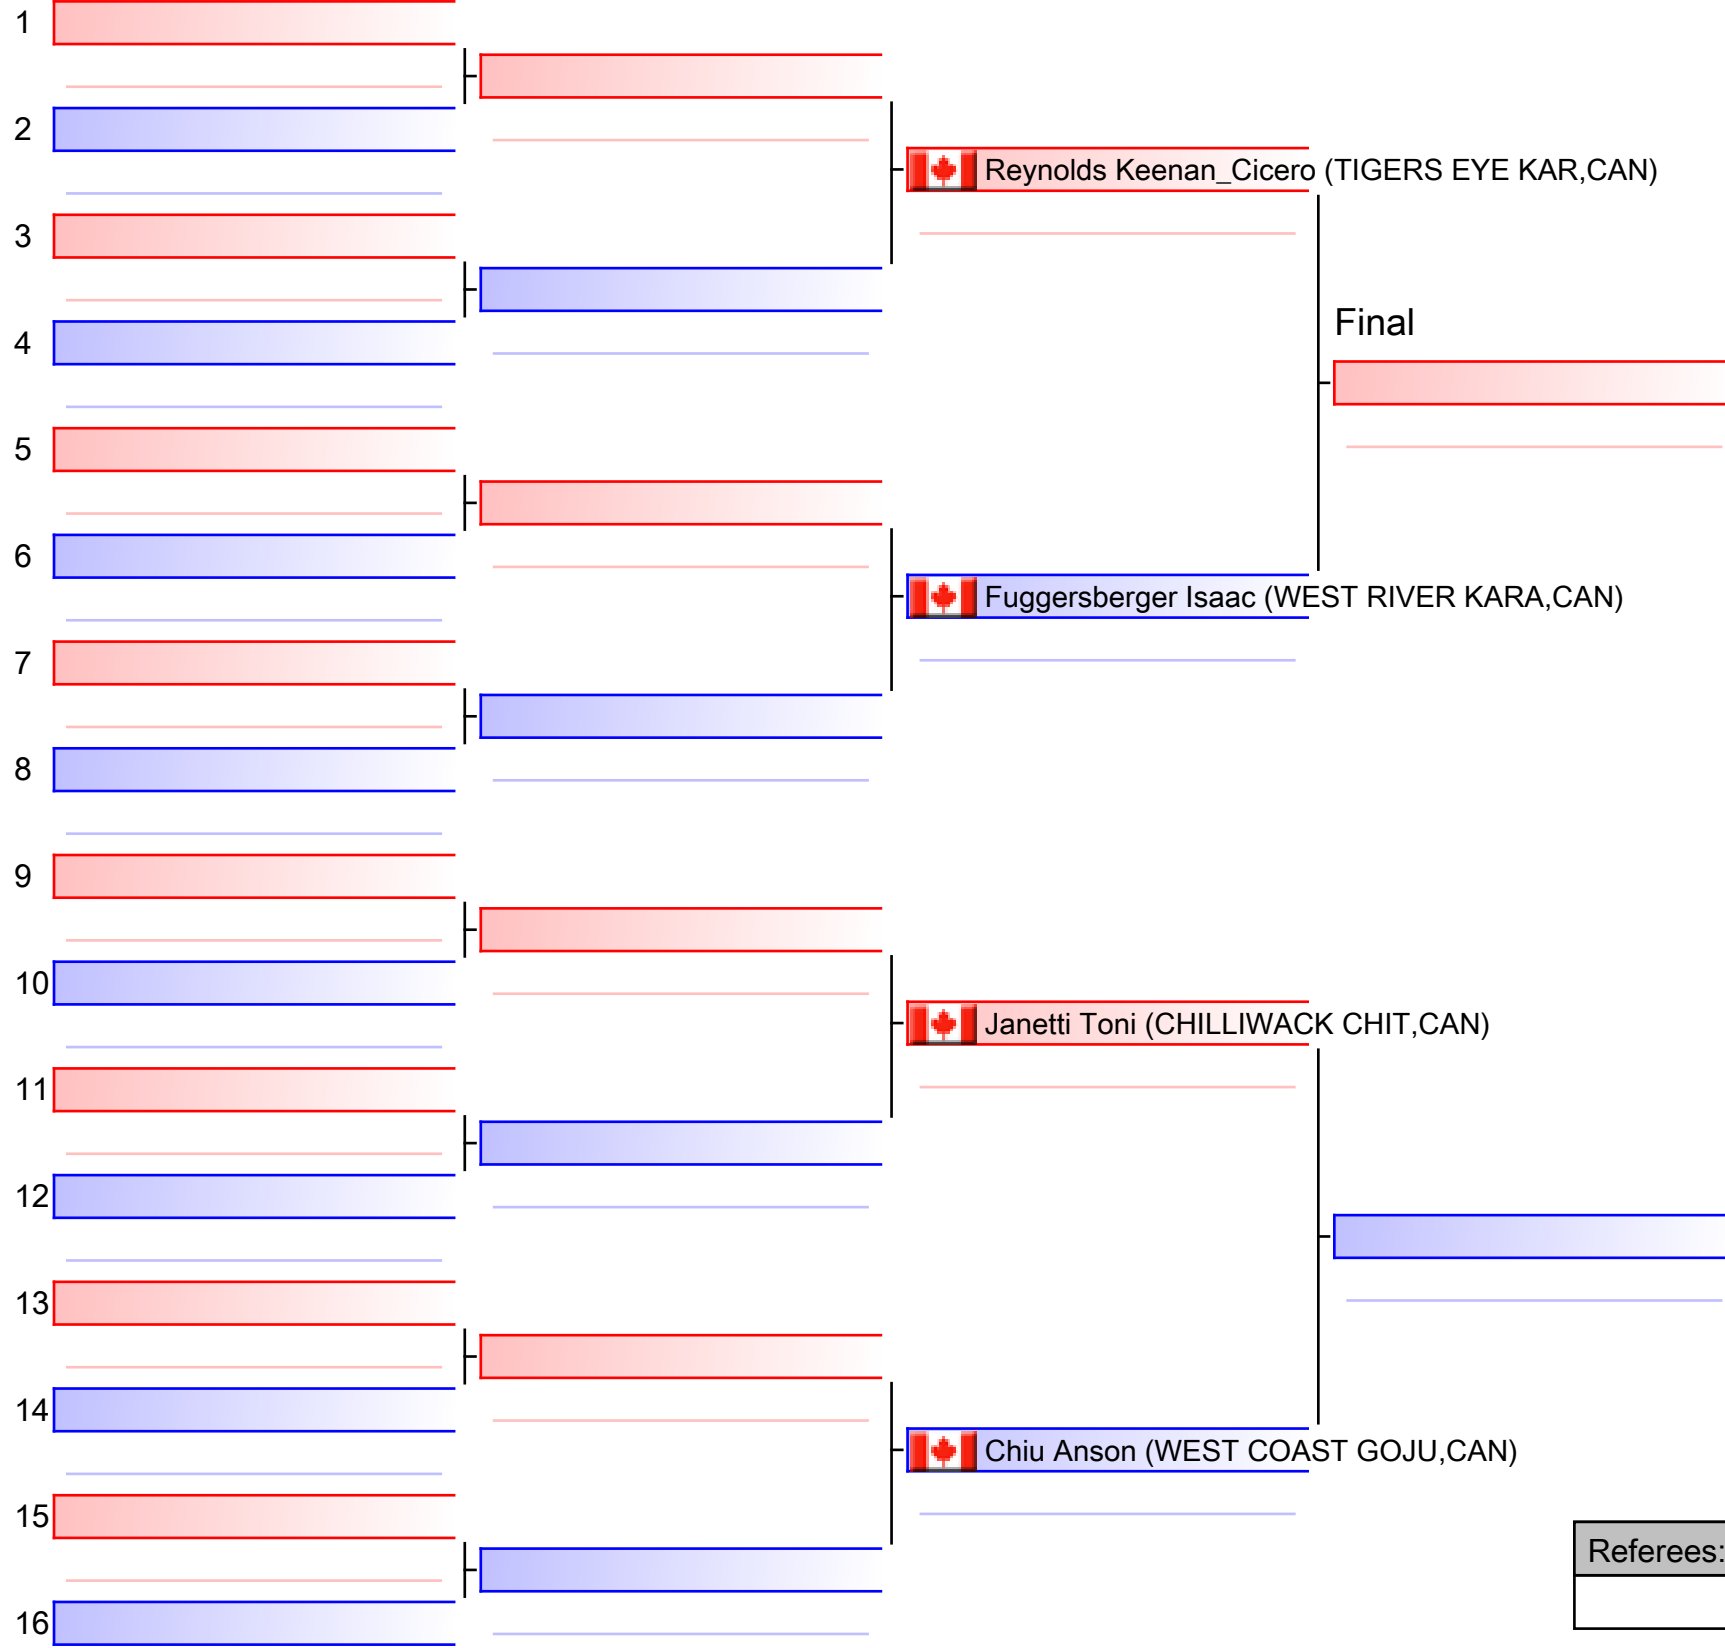 1
2
Reynolds Keenan_Cicero (TIGERS EYE KAR,CAN)
3
Final
4
5
6
Fuggersberger Isaac (WEST RIVER KARA,CAN)
7
8
9
10
Janetti Toni (CHILLIWACK CHIT,CAN)
11
12
13
14
Chiu Anson (WEST COAST GOJU,CAN)
15
Referees:
16